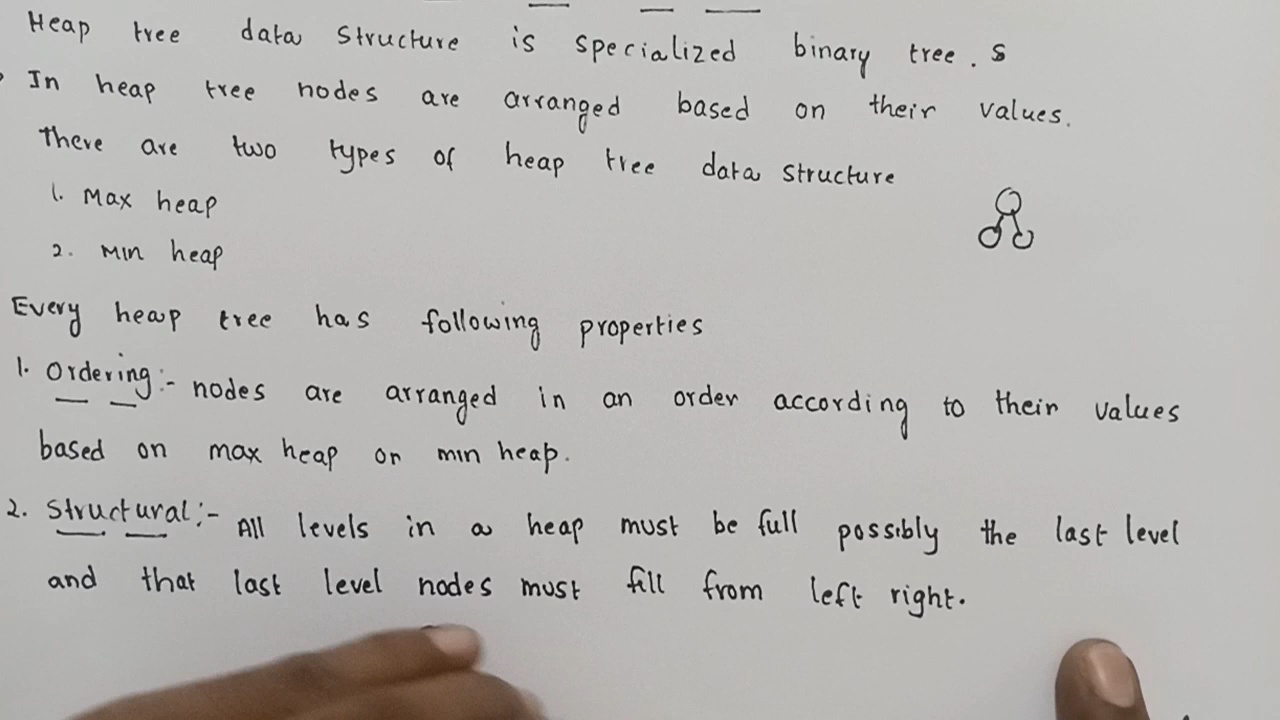 Heap tree data structure is specialized binary tree. s
In heap tree nodes are arranged based on their values.
There are two types of heap tree data structure
1. Max heap
2. Min heap
Every heap tree has following properties
1. Ordering:- nodes are arranged in an order according to their values
based on max heap or min heap.
2. Structural:- All levels in a heap must be full possibly the last level
and that last level nodes must fill from left right.